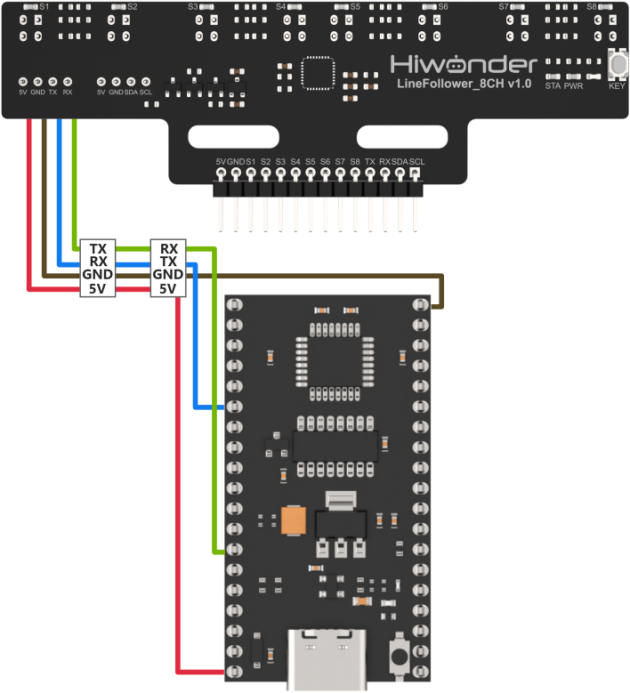 S1 S2 S3 S4 S5 S6 S7 S8
Hiwonder
LineFollower_8CH v1.0
STA PWR KEY
5V GND TX RX 5V GND SDA SCL
5V GND S1 S2 S3 S4 S5 S6 S7 S8 TX RX SDA SCL
TX RX
RX TX
GND GND
5V 5V